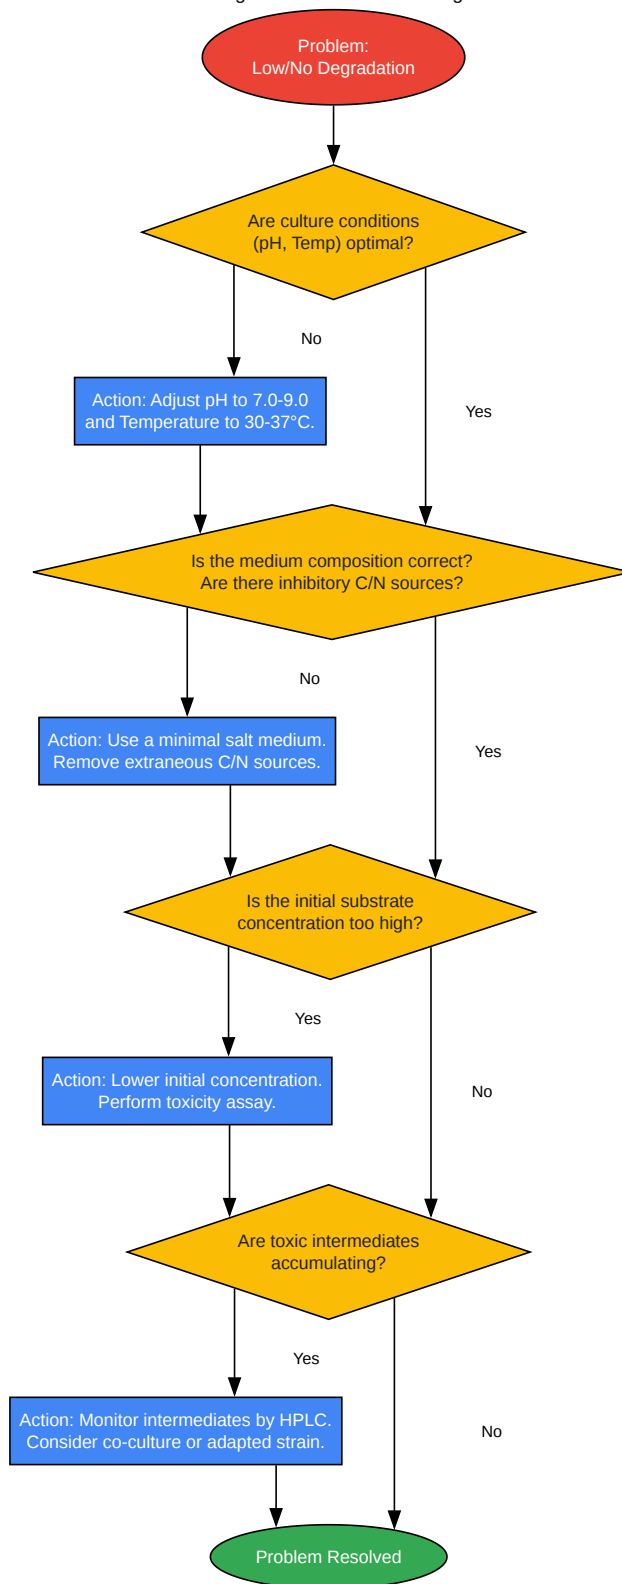 Problem:
Low/No Degradation
Are culture conditions
(pH, Temp) optimal?
No
Action: Adjust pH to 7.0-9.0
and Temperature to 30-37°C.
Yes
Is the medium composition correct?
Are there inhibitory C/N sources?
No
Action: Use a minimal salt medium.
Remove extraneous C/N sources.
Yes
Is the initial substrate
concentration too high?
Yes
Action: Lower initial concentration.
Perform toxicity assay.
No
Are toxic intermediates
accumulating?
Yes
Action: Monitor intermediates by HPLC.
Consider co-culture or adapted strain.
No
Problem Resolved